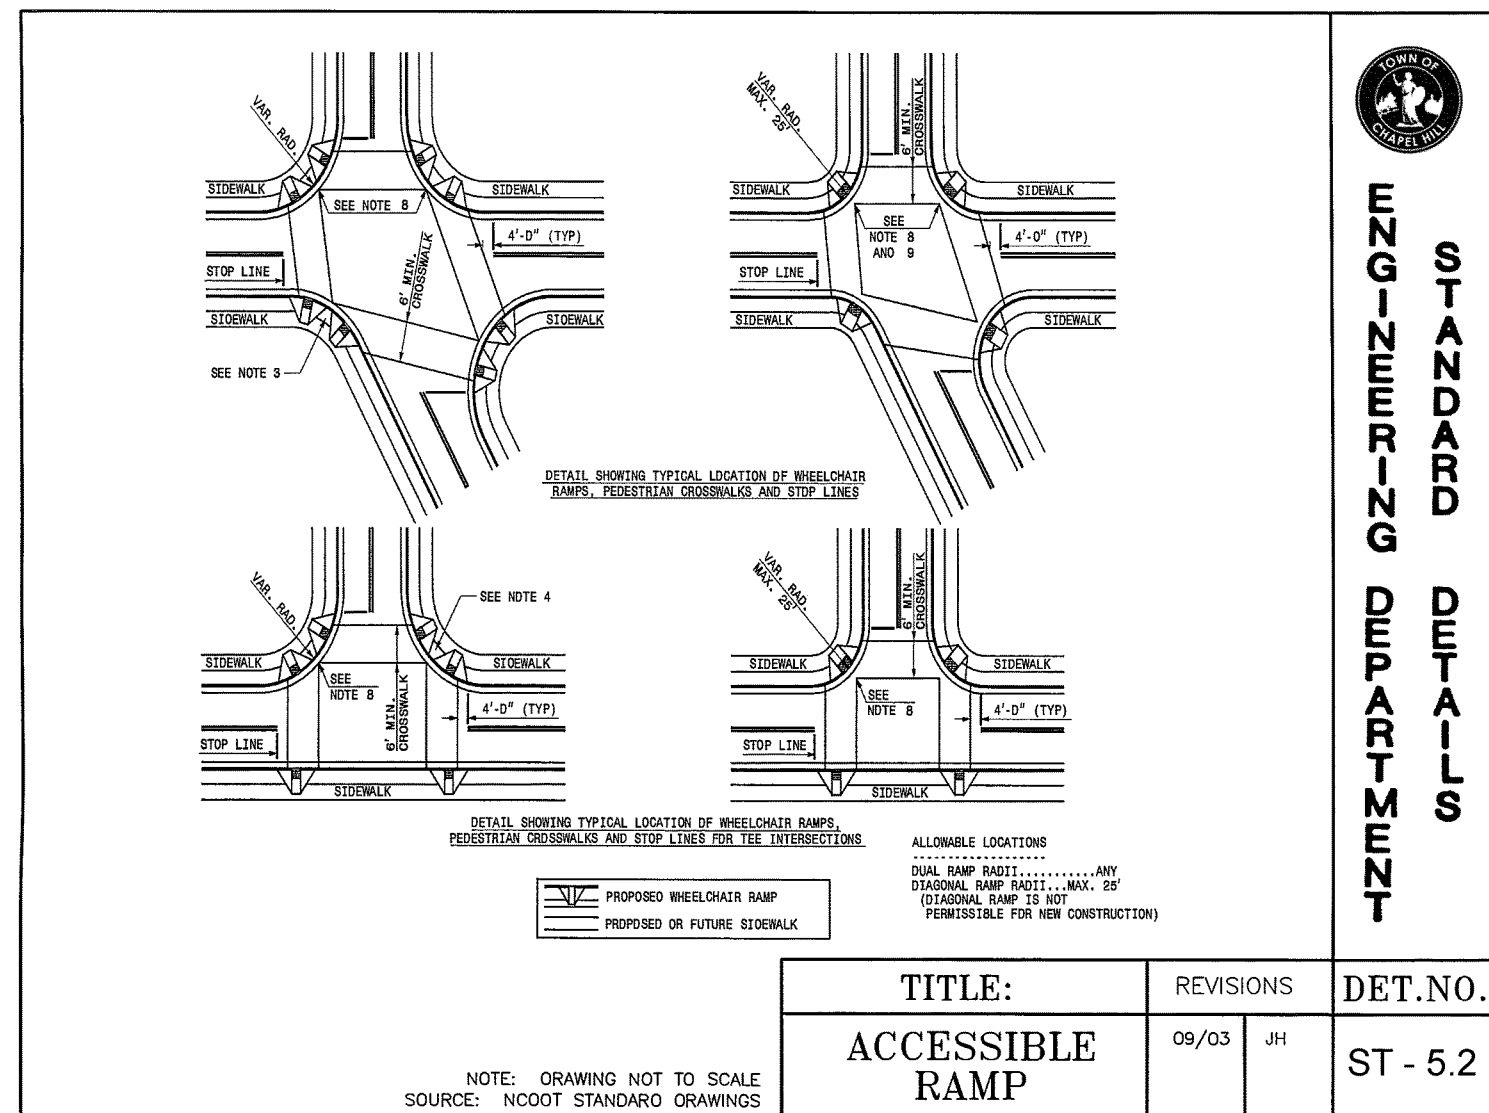 VAR. RAD.
SIDEWALK
SIDEWALK
SEE NOTE 8
4'-D" (TYP)
STOP LINE
6' MIN.
CROSSWALK
SIOEWALK
SIOEWALK
SEE NOTE 3
VAR. RAD.
MAX. 25'
6' MIN.
CROSSWALK
SIDEWALK
SIDEWALK
SEE
NOTE 8
ANO 9
4'-0" (TYP)
STOP LINE
SIDEWALK
SIDEWALK
DETAIL SHOWING TYPICAL LDCATION DF WHEELCHAIR
RAMPS, PEDESTRIAN CROSSWALKS AND STDP LINES
VAR. RAD.
SEE NDTE 4
SIDEWALK
SIOEWALK
SEE
NDTE 8
6' MIN.
CROSSWALK
4'-D" (TYP)
STOP LINE
SIDEWALK
VAR. RAD.
MAX. 25'
6' MIN.
CROSSWALK
SIDEWALK
SIDEWALK
SEE
NDTE 8
4'-D" (TYP)
STOP LINE
SIDEWALK
DETAIL SHOWING TYPICAL LOCATION DF WHEELCHAIR RAMPS,
PEDESTRIAN CRDSSWALKS AND STOP LINES FDR TEE INTERSECTIONS
ALLOWABLE LOCATIONS
DUAL RAMP RADII...........ANY
DIAGONAL RAMP RADII...MAX. 25'
(DIAGONAL RAMP IS NOT
PERMISSI8LE FDR NEW CONSTRUCTION)
PROPOSEO WHEELCHAIR RAMP
PRDPDSED OR FUTURE SIOEWALK
TOWN OF
CHAPEL HILL
ENGINEERING DEPARTMENT
STANDARD DETAILS
TITLE:
REVISIONS
DET.NO.
ACCESSIBLE
RAMP
09/03
JH
ST - 5.2
NOTE: ORAWING NOT TO SCALE
SOURCE: NCOOT STANDARO ORAWINGS